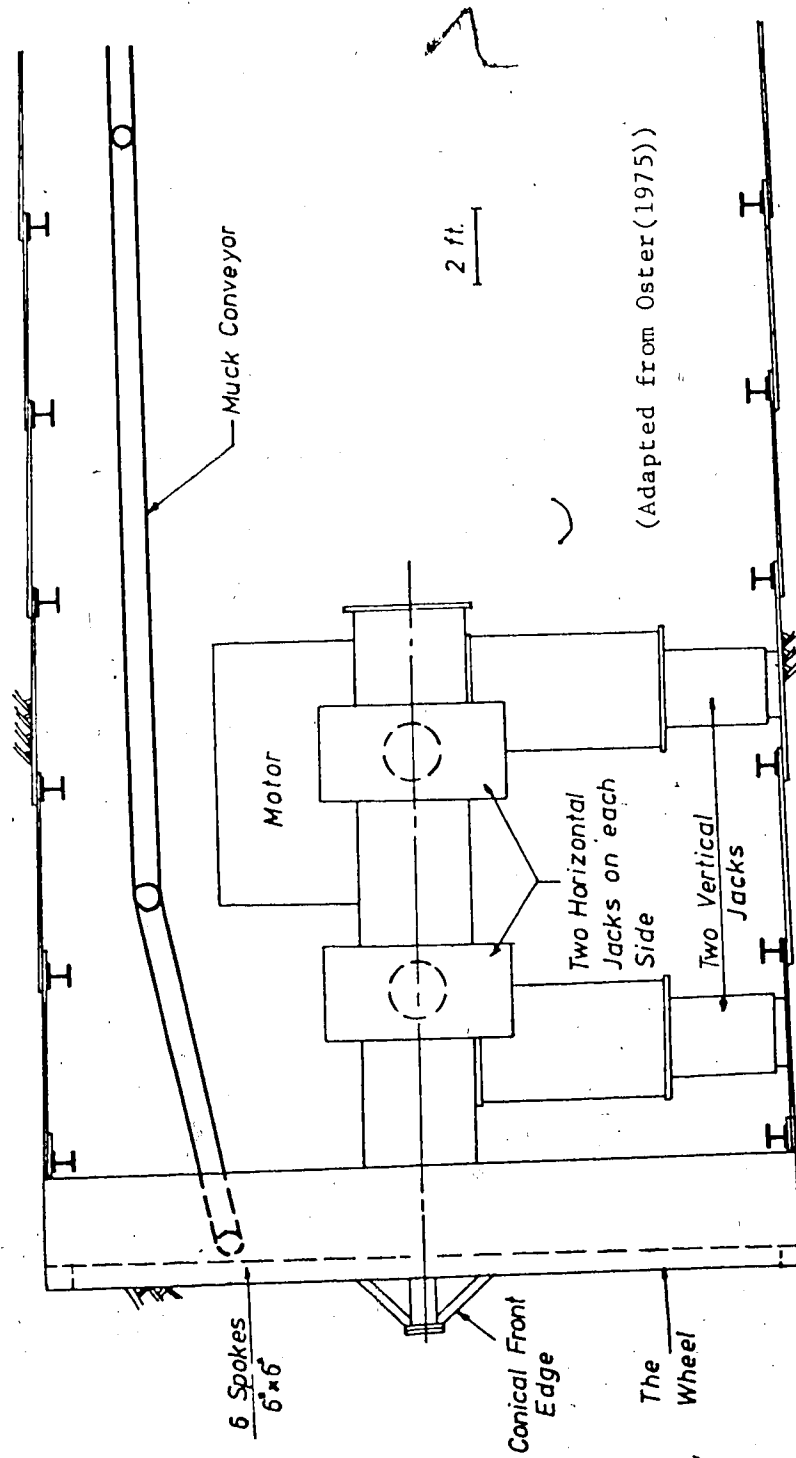 Muck Conveyor
2 ft.
(Adapted from Oster(1975))
Motor
Two Horizontal
Jacks on each
Side
Two Vertical
Jacks
6 Spokes
6"x6"
Conical Front
Edge
The
Wheel